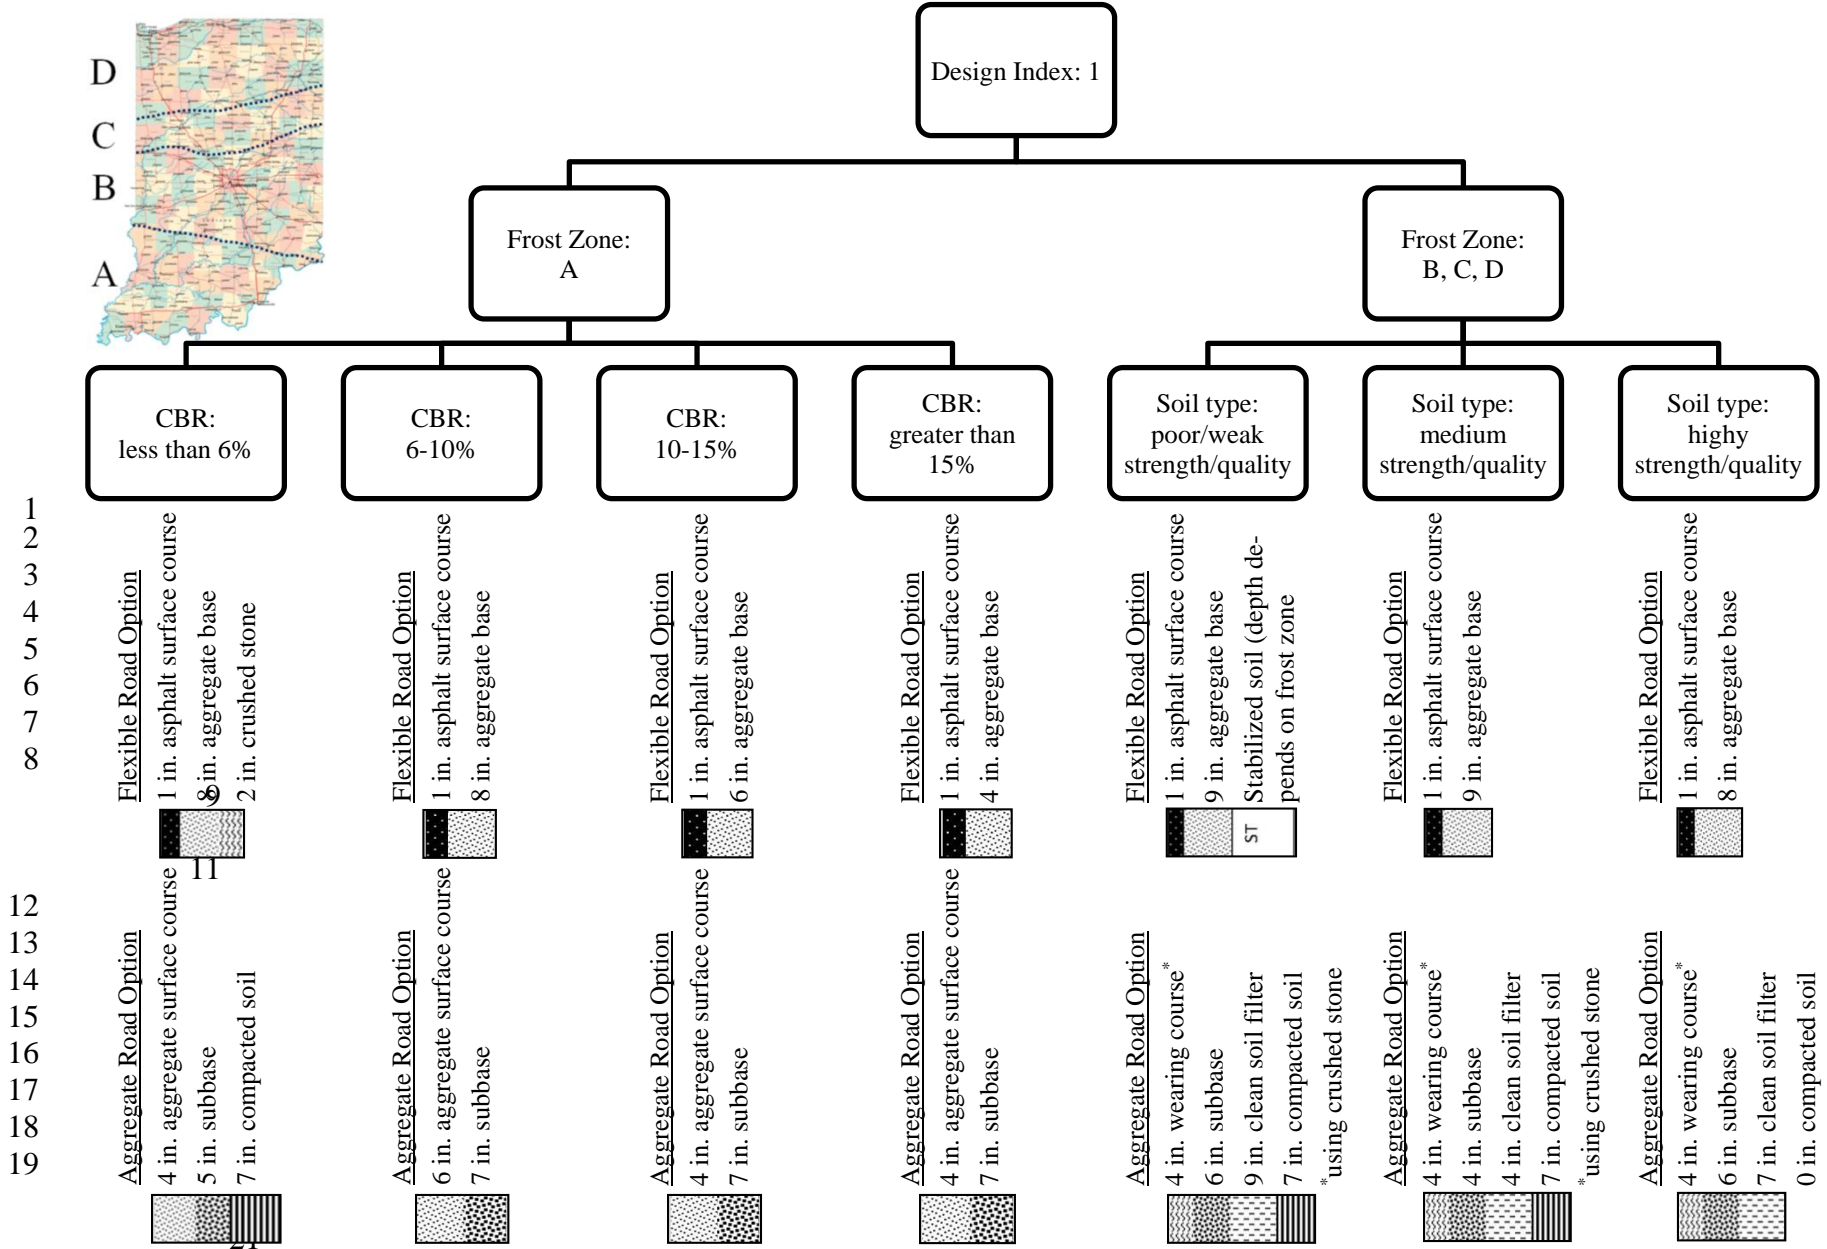 D
C
B
A
Design Index: 1
Frost Zone:
A
Frost Zone:
B, C, D
CBR:
less than 6%
CBR:
6-10%
CBR:
10-15%
CBR:
greater than
15%
Soil type:
poor/weak
strength/quality
Soil type:
medium
strength/quality
Soil type:
highy
strength/quality
1
2
3
4
5
6
7
8
9
11
12
13
14
15
16
17
18
19
21
Flexible Road Option
1 in. asphalt surface course
8 in. aggregate base
2 in. crushed stone
Flexible Road Option
1 in. asphalt surface course
8 in. aggregate base
Flexible Road Option
1 in. asphalt surface course
6 in. aggregate base
Flexible Road Option
1 in. asphalt surface course
4 in. aggregate base
Flexible Road Option
1 in. asphalt surface course
9 in. aggregate base
Stabilized soil (depth de-
pends on frost zone
ST
Flexible Road Option
1 in. asphalt surface course
9 in. aggregate base
Flexible Road Option
1 in. asphalt surface course
8 in. aggregate base
Aggregate Road Option
4 in. aggregate surface course
5 in. subbase
7 in. compacted soil
Aggregate Road Option
6 in. aggregate surface course
7 in. subbase
Aggregate Road Option
4 in. aggregate surface course
7 in. subbase
Aggregate Road Option
4 in. aggregate surface course
7 in. subbase
Aggregate Road Option
4 in. wearing course*
6 in. subbase
9 in. clean soil filter
7 in. compacted soil
*using crushed stone
Aggregate Road Option
4 in. wearing course*
4 in. subbase
4 in. clean soil filter
7 in. compacted soil
*using crushed stone
Aggregate Road Option
4 in. wearing course*
6 in. subbase
7 in. clean soil filter
0 in. compacted soil